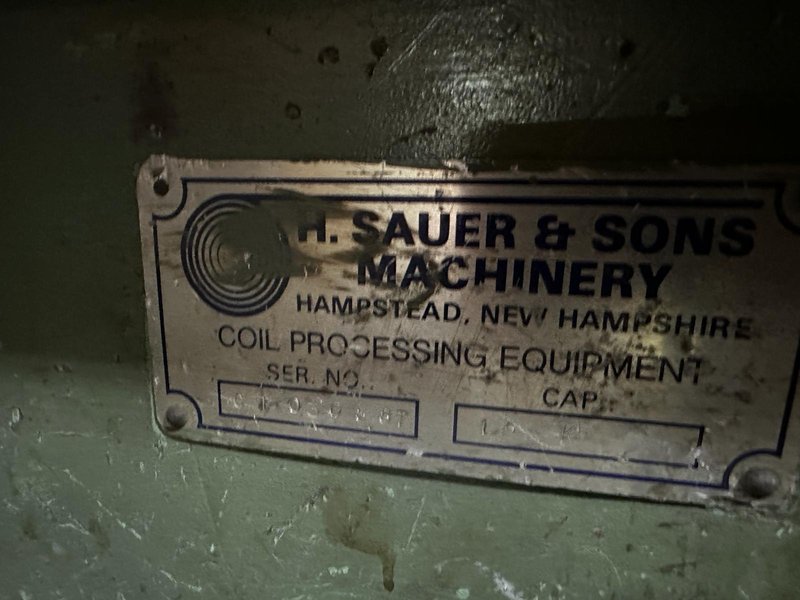 H. SAUER & SONS
MACHINERY
HAMPSTEAD, NEW HAMPSHIRE
COIL PROCESSING EQUIPMENT
SER. NO.
CAP.